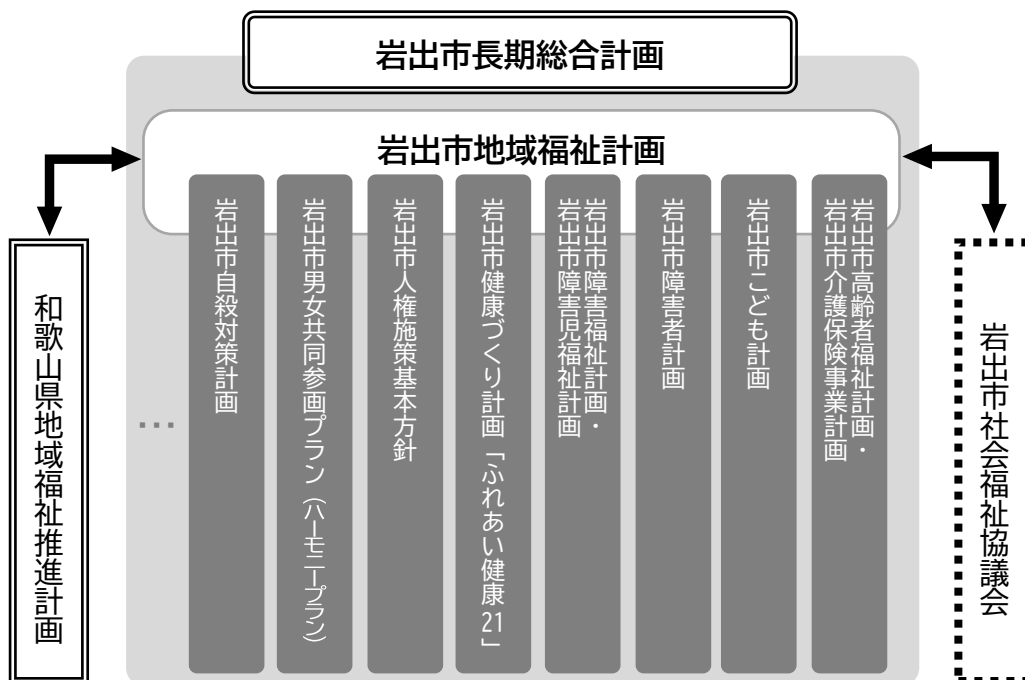 岩出市長期総合計画
岩出市地域福祉計画
和歌山県地域福祉推進計画
…
岩出市自殺対策計画
岩出市男女共同参画プラン（ハーモニープラン）
岩出市人権施策基本方針
岩出市健康づくり計画「ふれあい健康21」
岩出市障害福祉計画・
岩出市障害児福祉計画
岩出市障害者計画
岩出市こども計画
岩出市高齢者福祉計画・
岩出市介護保険事業計画
岩出市社会福祉協議会